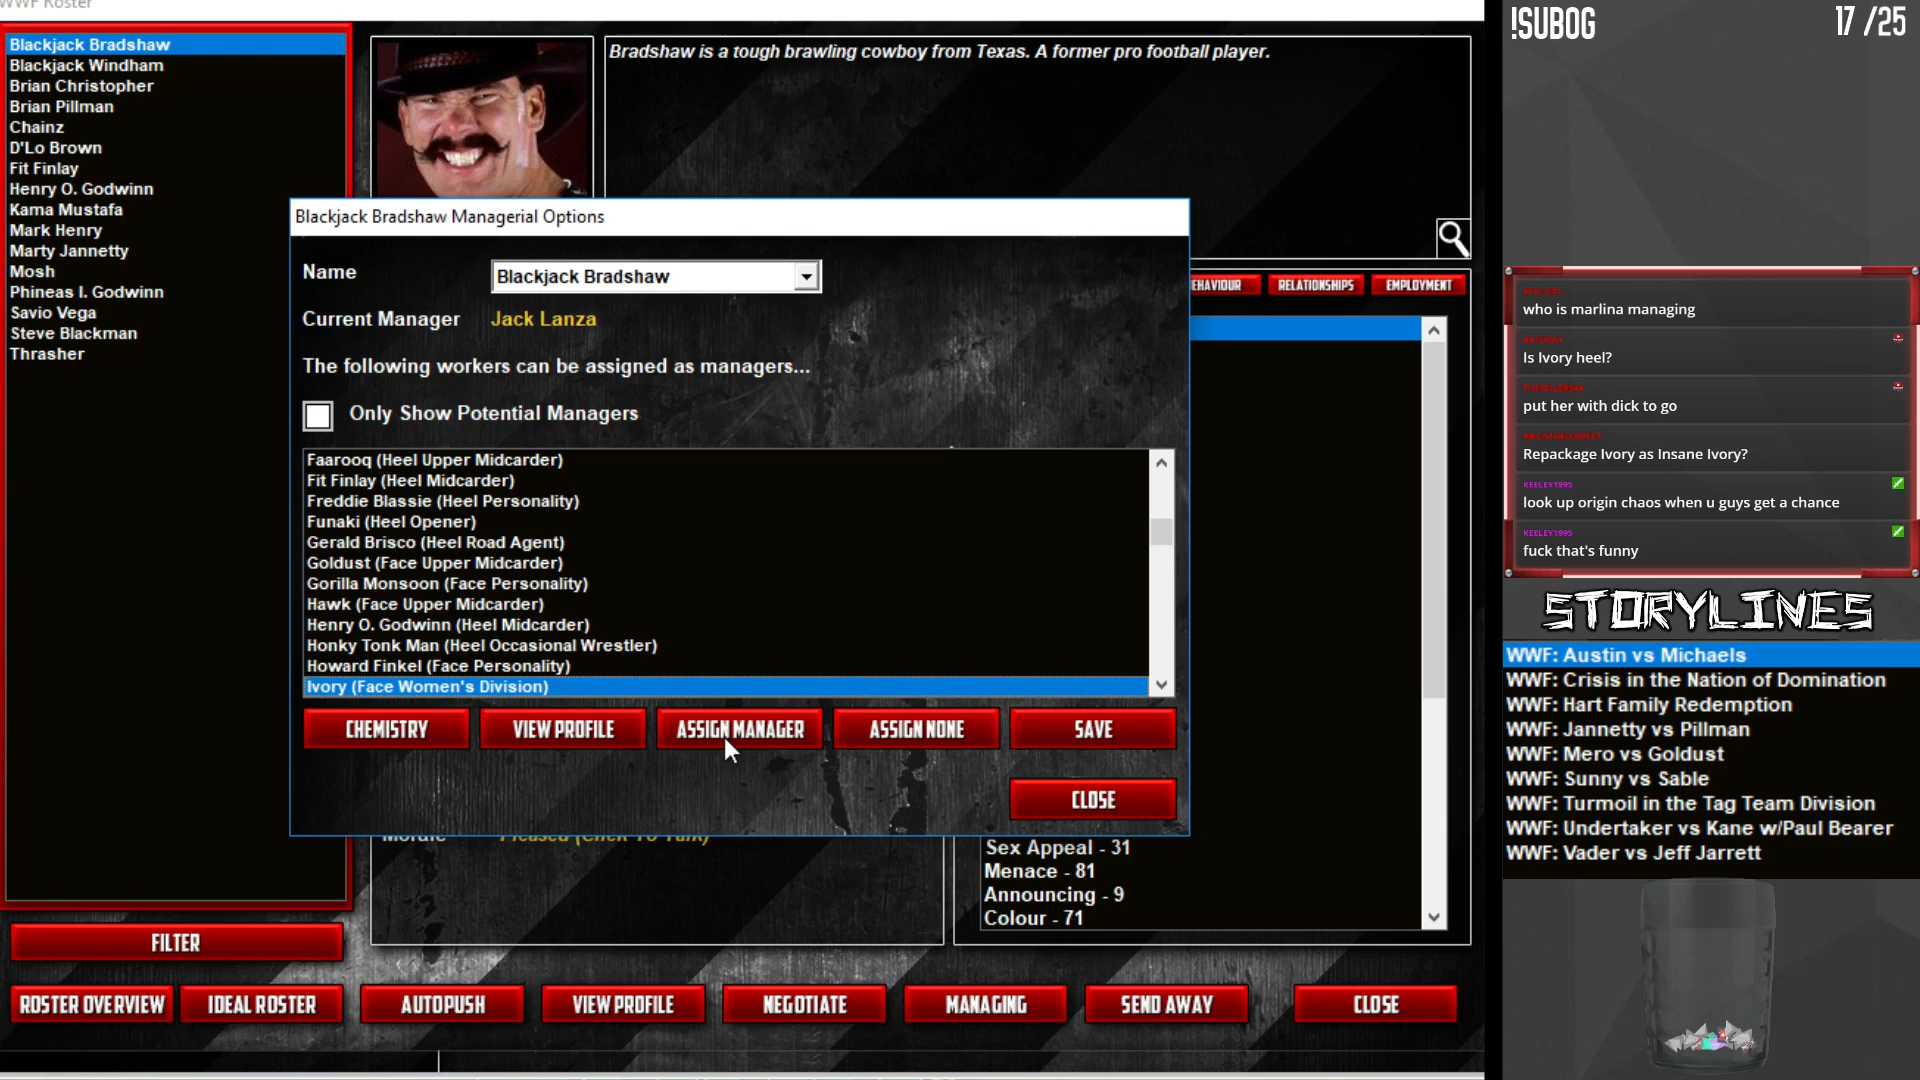 WWF Roster
Blackjack Bradshaw
Blackjack Windham
Brian Christopher
Brian Pillman
Chainz
D'Lo Brown
Fit Finlay
Henry O. Godwinn
Kama Mustafa
Mark Henry
Marty Jannetty
Mosh
Phineas I. Godwinn
Savio Vega
Steve Blackman
Thrasher
Bradshaw is a tough brawling cowboy from Texas. A former pro football player.
EHAVIOUR
RELATIONSHIPS
EMPLOYMENT
Blackjack Bradshaw Managerial Options
Name
Blackjack Bradshaw
Current Manager
Jack Lanza
The following workers can be assigned as managers...
Only Show Potential Managers
Faarooq (Heel Upper Midcarder)
Fit Finlay (Heel Midcarder)
Freddie Blassie (Heel Personality)
Funaki (Heel Opener)
Gerald Brisco (Heel Road Agent)
Goldust (Face Upper Midcarder)
Gorilla Monsoon (Face Personality)
Hawk (Face Upper Midcarder)
Henry O. Godwinn (Heel Midcarder)
Honky Tonk Man (Heel Occasional Wrestler)
Howard Finkel (Face Personality)
Ivory (Face Women's Division)
CHEMISTRY
VIEW PROFILE
ASSIGN MANAGER
ASSIGN NONE
SAVE
CLOSE
Morale
Pleased (Click To Talk)
Sex Appeal - 31
Menace - 81
Announcing - 9
Colour - 71
FILTER
ROSTER OVERVIEW
IDEAL ROSTER
AUTOPUSH
VIEW PROFILE
NEGOTIATE
MANAGING
SEND AWAY
CLOSE
!SUBOG
17 /25
who is marlina managing
Is Ivory heel?
put her with dick to go
Repackage Ivory as Insane Ivory?
KEELEY1995
look up origin chaos when u guys get a chance
KEELEY1995
fuck that's funny
STORYLINES
WWF: Austin vs Michaels
WWF: Crisis in the Nation of Domination
WWF: Hart Family Redemption
WWF: Jannetty vs Pillman
WWF: Mero vs Goldust
WWF: Sunny vs Sable
WWF: Turmoil in the Tag Team Division
WWF: Undertaker vs Kane w/Paul Bearer
WWF: Vader vs Jeff Jarrett